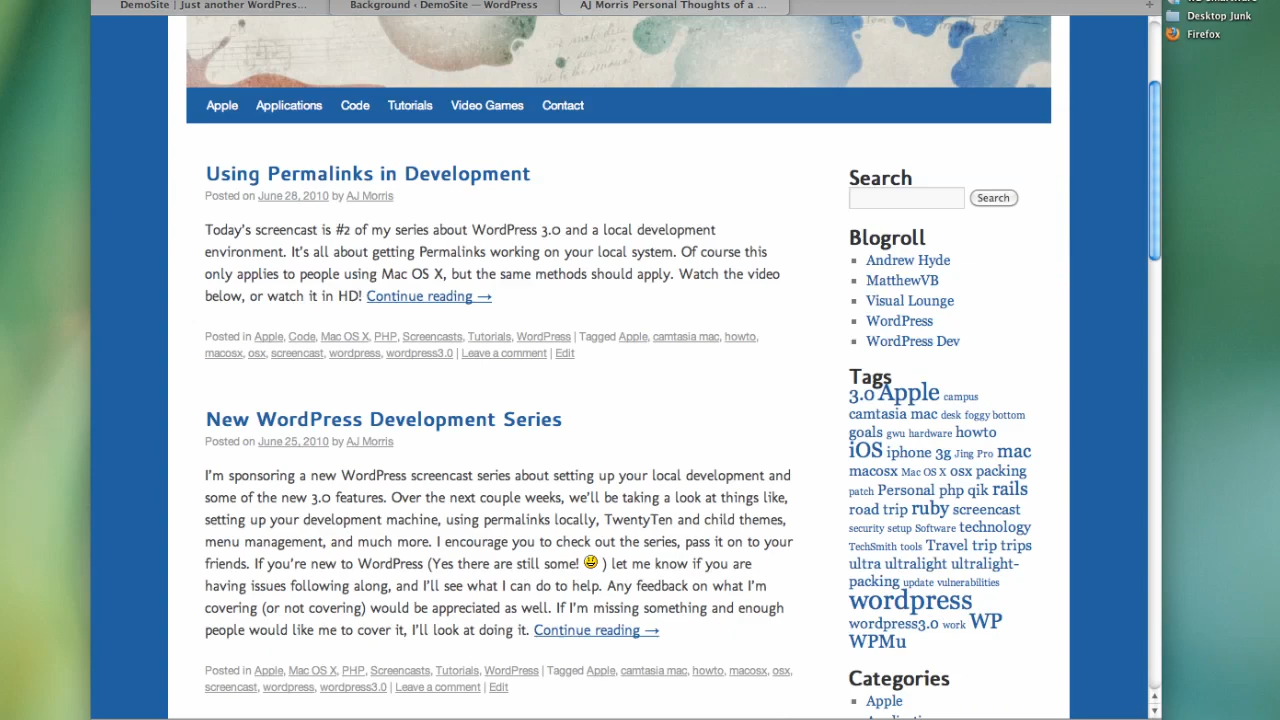 DemoSite | Just another WordPres... Background ‹ DemoSite — WordPress AJ Morris Personal Thoughts of a ...
Desktop Junk
Firefox
Apple Applications Code Tutorials Video Games Contact
Using Permalinks in Development
Posted on June 28, 2010 by AJ Morris
Today's screencast is #2 of my series about WordPress 3.0 and a local development
environment. It's all about getting Permalinks working on your local system. Of course this
only applies to people using Mac OS X, but the same methods should apply. Watch the video
below, or watch it in HD! Continue reading →
Posted in Apple, Code, Mac OS X, PHP, Screencasts, Tutorials, WordPress | Tagged Apple, camtasia mac, howto,
macosx, osx, screencast, wordpress, wordpress3.0 | Leave a comment | Edit
New WordPress Development Series
Posted on June 25, 2010 by AJ Morris
I'm sponsoring a new WordPress screencast series about setting up your local development and
some of the new 3.0 features. Over the next couple weeks, we'll be taking a look at things like,
setting up your development machine, using permalinks locally, TwentyTen and child themes,
menu management, and much more. I encourage you to check out the series, pass it on to your
friends. If you're new to WordPress (Yes there are still some! ) let me know if you are
having issues following along, and I'll see what I can do to help. Any feedback on what I'm
covering (or not covering) would be appreciated as well. If I'm missing something and enough
people would like me to cover it, I'll look at doing it. Continue reading →
Posted in Apple, Mac OS X, PHP, Screencasts, Tutorials, WordPress | Tagged Apple, camtasia mac, howto, macosx, osx,
screencast, wordpress, wordpress3.0 | Leave a comment | Edit
Search
Search
Blogroll
Andrew Hyde
MatthewVB
Visual Lounge
WordPress
WordPress Dev
Tags
3.0 Apple campus
camtasia mac desk foggy bottom
goals gwu hardware howto
iOS iphone 3g Jing Pro mac
macosx Mac OS X osx packing
patch Personal php qik rails
road trip ruby screencast
security setup Software technology
TechSmith tools Travel trip trips
ultra ultralight ultralight-
packing update vulnerabilities
wordpress
wordpress3.0 work WP
WPMu
Categories
Apple